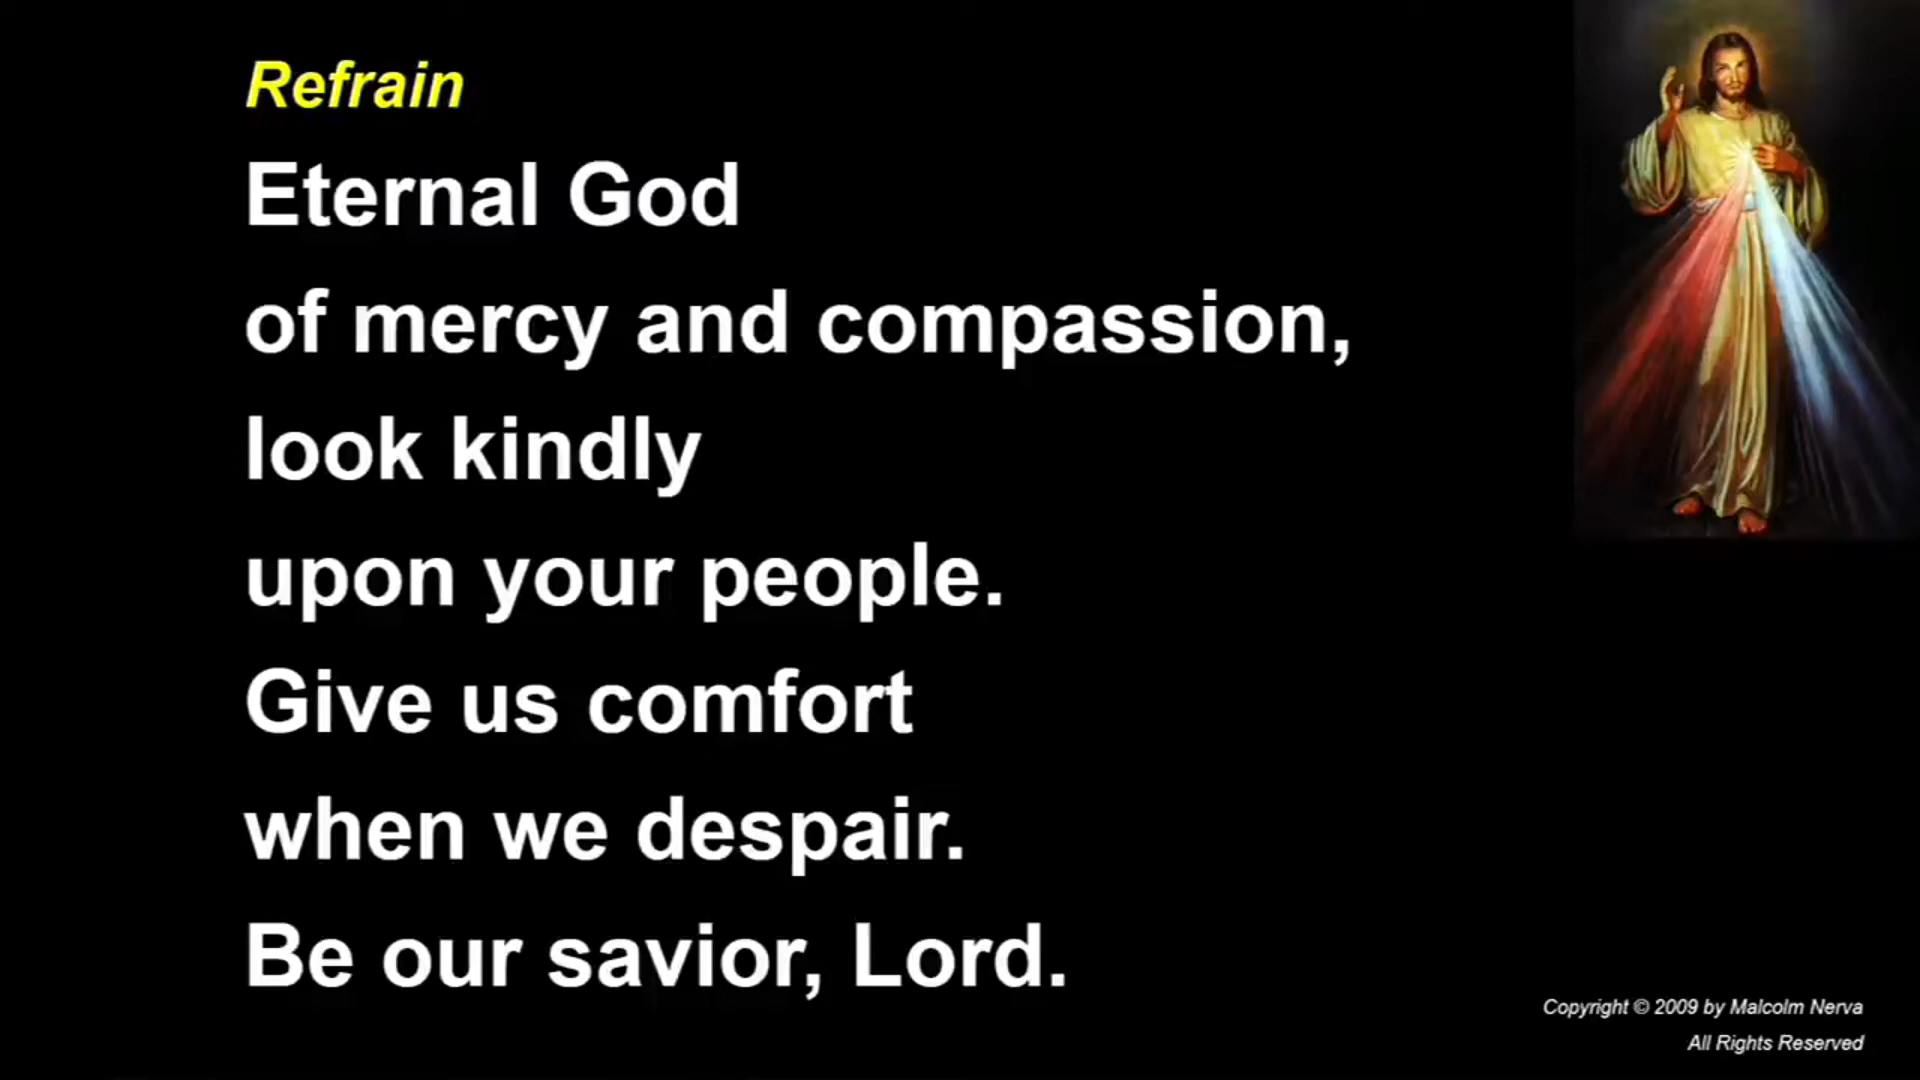 Refrain
Eternal God
of mercy and compassion,
look kindly
upon your people.
Give us comfort
when we despair.
Be our savior, Lord.
Copyright © 2009 by Malcolm Nerva
All Rights Reserved